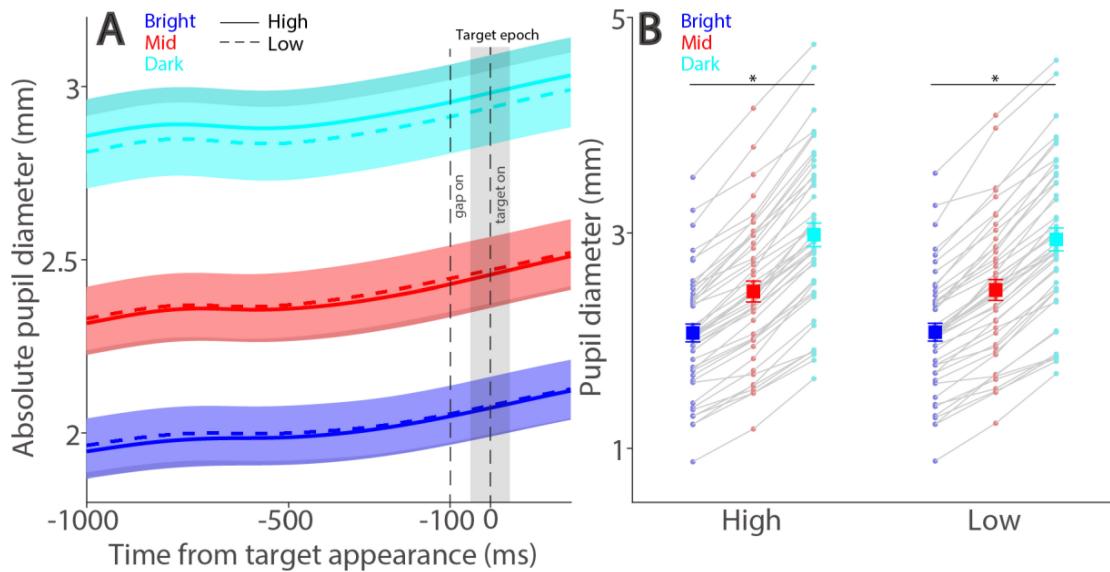 A
Bright
Mid
Dark
High
Low
Target epoch
gap on
target on
Absolute pupil diameter (mm)
3
2.5
2
-1000
-500
-100
0
Time from target appearance (ms)
B
Bright
Mid
Dark
*
*
Pupil diameter (mm)
5
3
1
High
Low